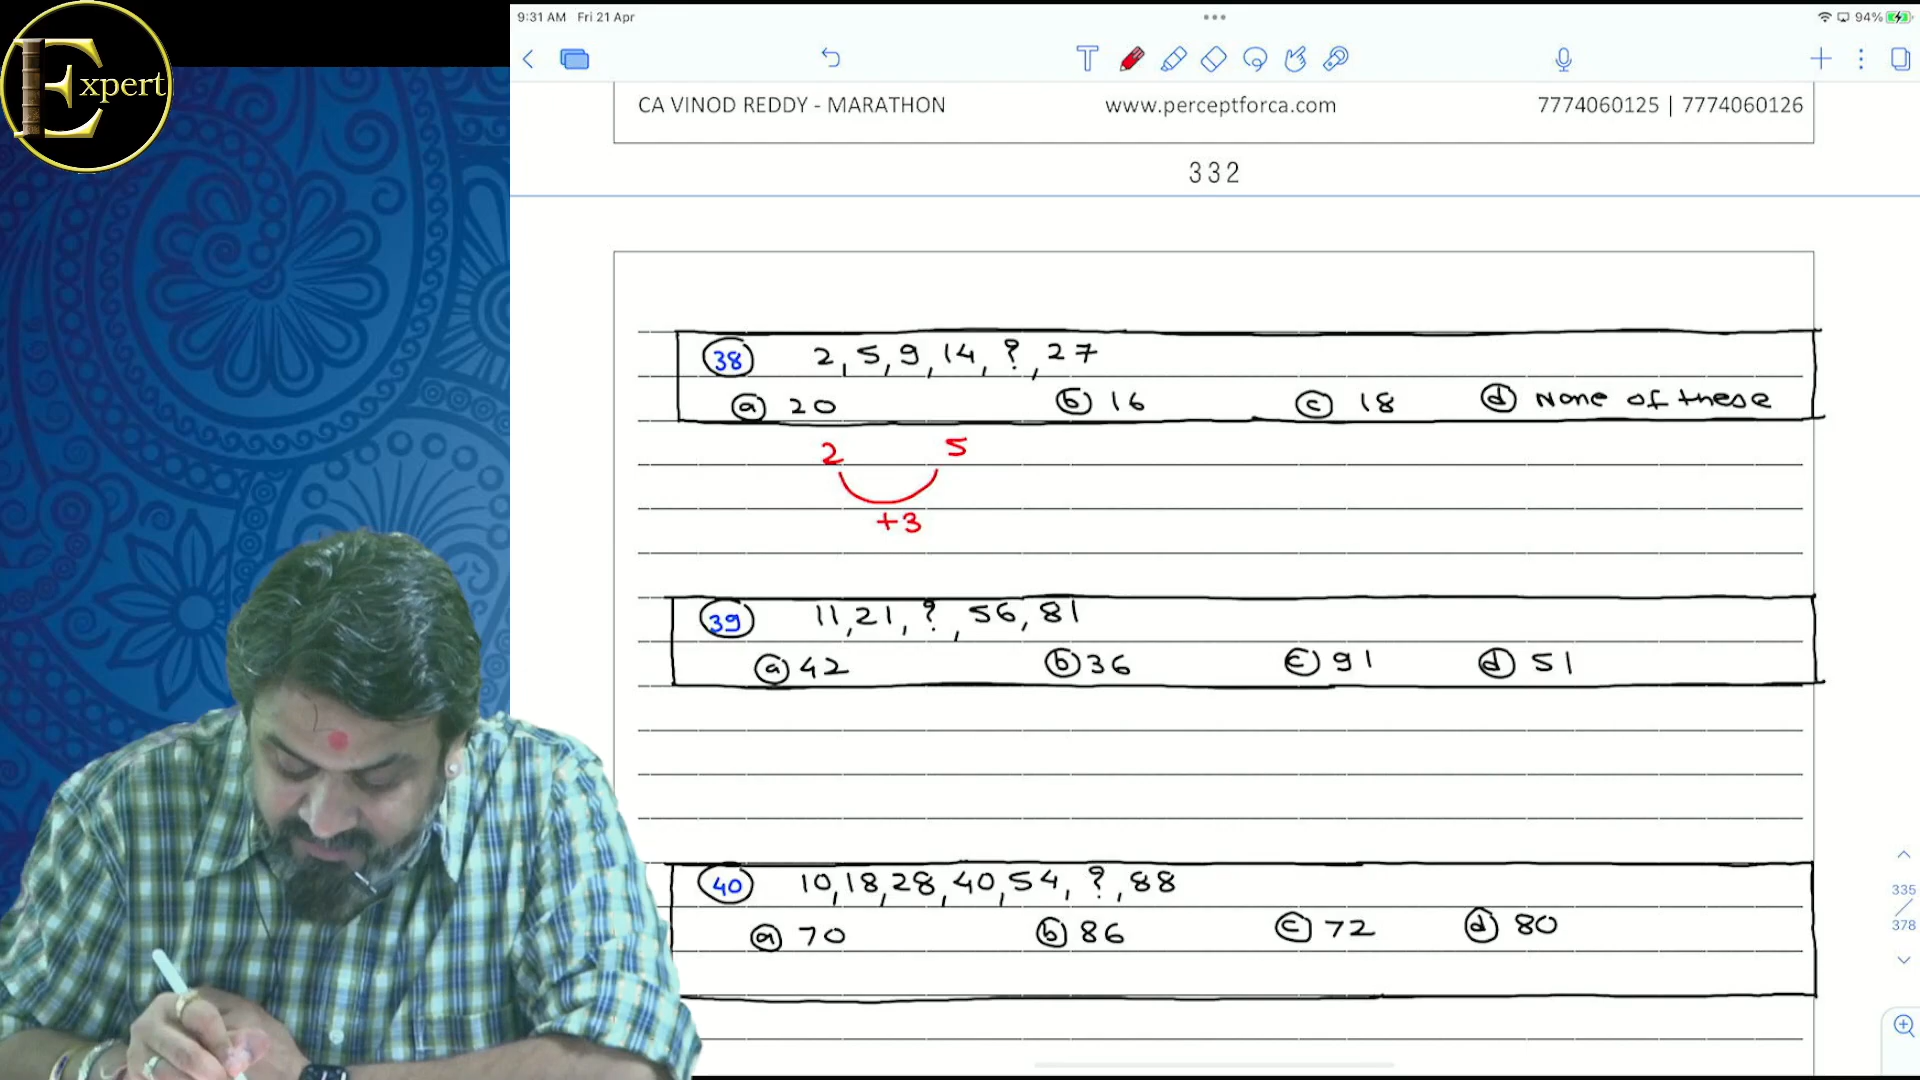 Expert
9:31 AM Fri 21 Apr
94%
CA VINOD REDDY - MARATHON www.perceptforca.com 7774060125 | 7774060126
332
38 2, 5, 9, 14, ?, 27
a 20 b 16 c 18 d None of these
2 5
+3
39 11, 21, ?, 56, 81
a 42 b 36 c 91 d 51
40 10, 18, 28, 40, 54, ?, 88
a 70 b 86 c 72 d 80
335
378